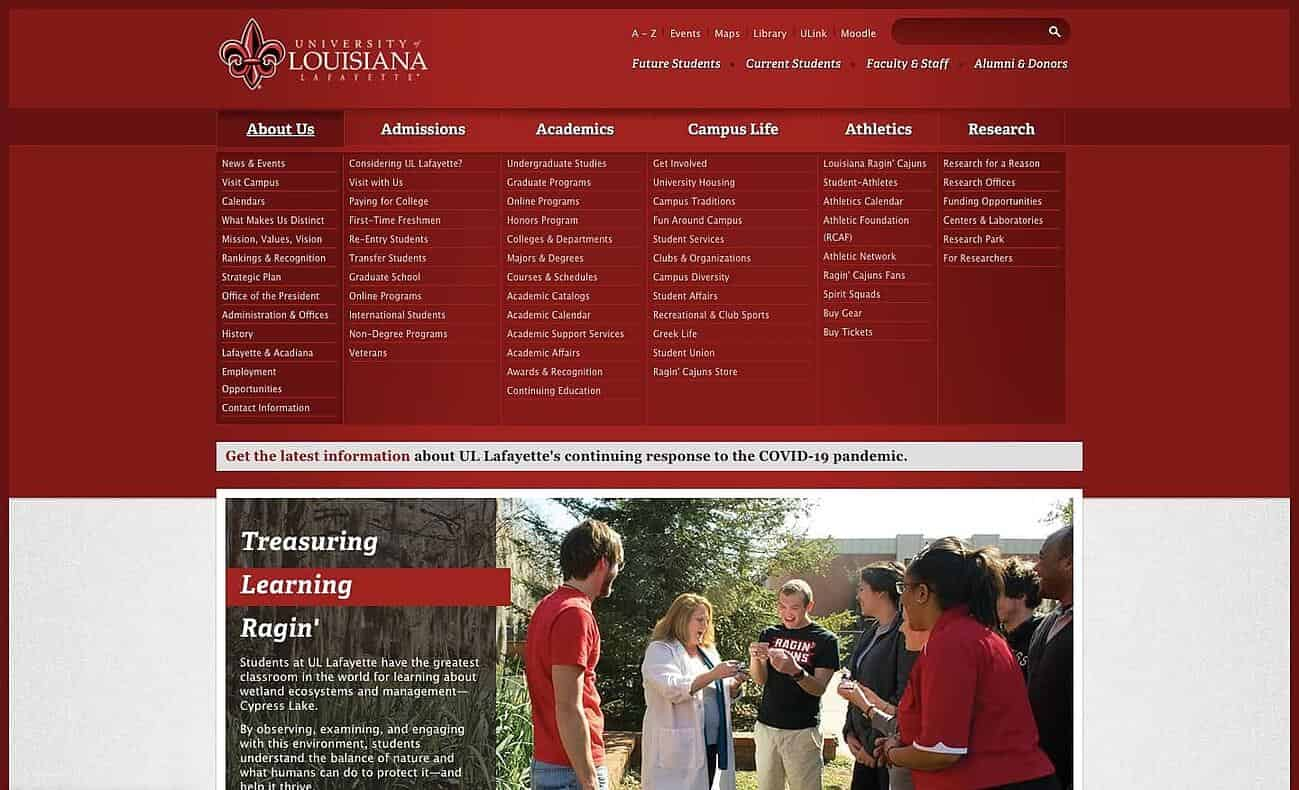 UNIVERSITY of
LOUISIANA
LAFAYETTE
A – Z
Events
Maps
Library
ULink
Moodle
Future Students
Current Students
Faculty & Staff
Alumni & Donors
About Us
Admissions
Academics
Campus Life
Athletics
Research
News & Events
Visit Campus
Calendars
What Makes Us Distinct
Mission, Values, Vision
Rankings & Recognition
Strategic Plan
Office of the President
Administration & Offices
History
Lafayette & Acadiana
Employment
Opportunities
Contact Information
Considering UL Lafayette?
Visit with Us
Paying for College
First-Time Freshmen
Re-Entry Students
Transfer Students
Graduate School
Online Programs
International Students
Non-Degree Programs
Veterans
Undergraduate Studies
Graduate Programs
Online Programs
Honors Program
Colleges & Departments
Majors & Degrees
Courses & Schedules
Academic Catalogs
Academic Calendar
Academic Support Services
Academic Affairs
Awards & Recognition
Continuing Education
Get Involved
University Housing
Campus Traditions
Fun Around Campus
Student Services
Clubs & Organizations
Campus Diversity
Student Affairs
Recreational & Club Sports
Greek Life
Student Union
Ragin' Cajuns Store
Louisiana Ragin' Cajuns
Student-Athletes
Athletics Calendar
Athletic Foundation
(RCAF)
Athletic Network
Ragin' Cajuns Fans
Spirit Squads
Buy Gear
Buy Tickets
Research for a Reason
Research Offices
Funding Opportunities
Centers & Laboratories
Research Park
For Researchers
Get the latest information about UL Lafayette's continuing response to the COVID-19 pandemic.
Treasuring
Learning
Ragin'
Students at UL Lafayette have the greatest
classroom in the world for learning about
wetland ecosystems and management—
Cypress Lake.
By observing, examining, and engaging
with this environment, students
understand the balance of nature and
what humans can do to protect it—and
help it thrive.
RAGIN'